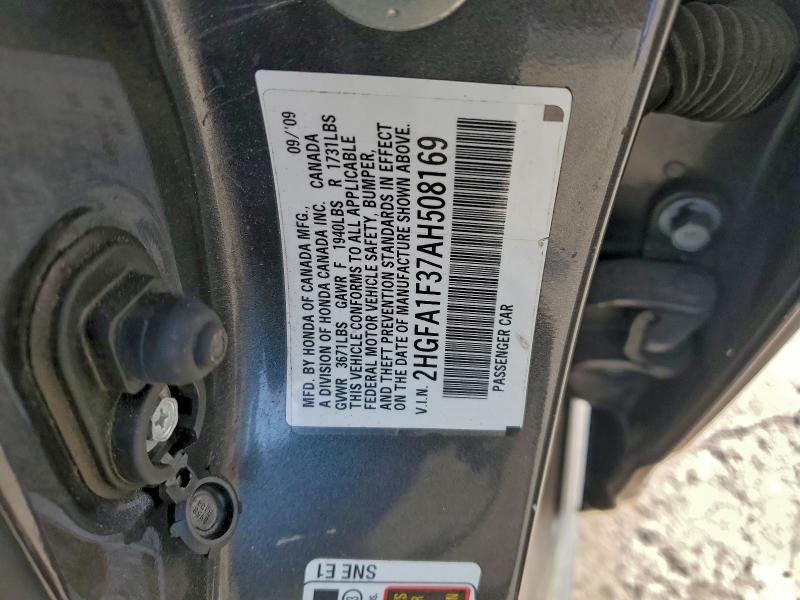 MFD. BY HONDA OF CANADA MFG., 09/'09
A DIVISION OF HONDA CANADA INC. CANADA
GVWR 3671LBS GAWR F 1940LBS R 1731LBS
THIS VEHICLE CONFORMS TO ALL APPLICABLE
FEDERAL MOTOR VEHICLE SAFETY, BUMPER,
AND THEFT PREVENTION STANDARDS IN EFFECT
ON THE DATE OF MANUFACTURE SHOWN ABOVE.
V.I.N. 2HGFA1F37AH508169
PASSENGER CAR
SNE E1